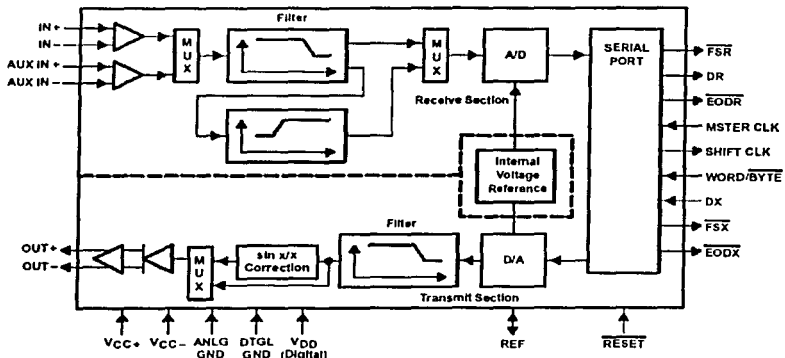 Filter
IN+
IN−
AUX IN+
AUX IN−
MUX
MUX
A/D
SERIAL
PORT
Receive Section
Internal
Voltage
Reference
FSR
DR
EODR
MSTER CLK
SHIFT CLK
WORD/BYTE
DX
FSX
EODX
OUT+
OUT−
MUX
sin x/x
Correction
Filter
D/A
Transmit Section
VCC+
VCC−
ANLG
GND
DTGL
GND
VDD
(Digital)
REF
RESET